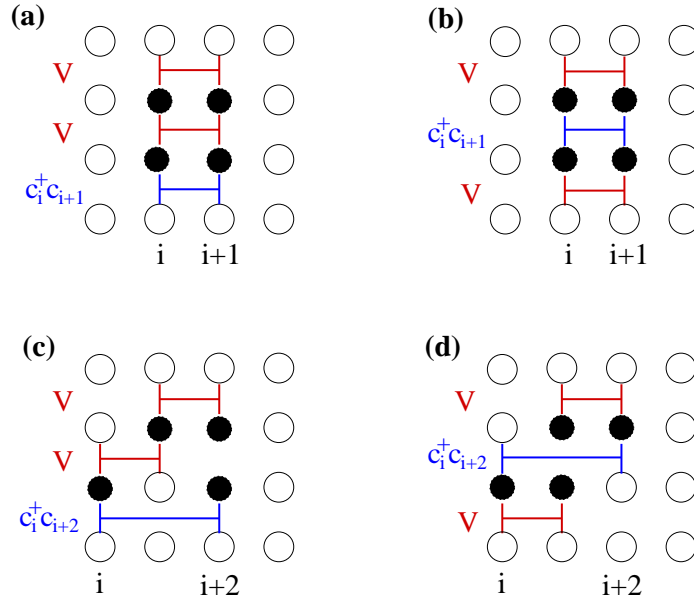 (a)
V
V
c_i^+ c_{i+1}
i i+1
(b)
V
c_i^+ c_{i+1}
V
i i+1
(c)
V
V
c_i^+ c_{i+2}
i i+2
(d)
V
c_i^+ c_{i+2}
V
i i+2